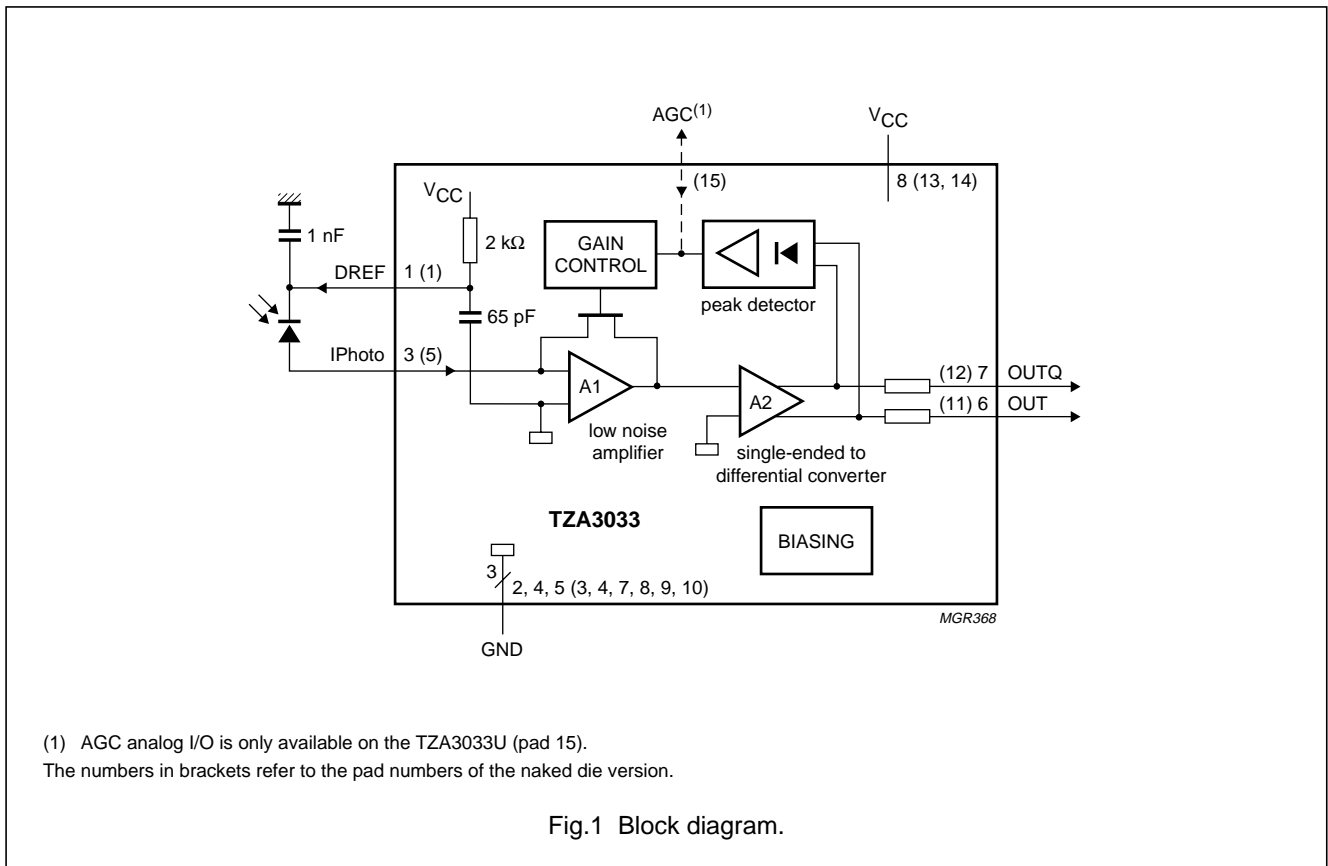 AGC(1)
VCC
(15)
8 (13, 14)
VCC
1 nF
2 kΩ
GAIN
CONTROL
DREF
1 (1)
peak detector
65 pF
IPhoto
3 (5)
A1
A2
(12) 7
OUTQ
(11) 6
OUT
low noise
amplifier
single-ended to
differential converter
TZA3033
BIASING
3
2, 4, 5 (3, 4, 7, 8, 9, 10)
MGR368
GND
(1) AGC analog I/O is only available on the TZA3033U (pad 15).
The numbers in brackets refer to the pad numbers of the naked die version.
Fig.1 Block diagram.